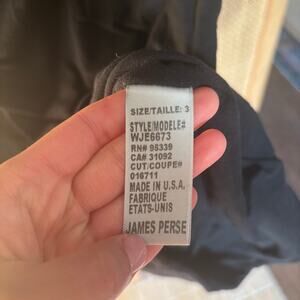 SIZE/TAILLE: 3
STYLE/MODELE#
WJE6673
RN# 95339
CA# 31092
CUT/COUPE#
016711
MADE IN U.S.A.
FABRIQUE
ETATS-UNIS
JAMES PERSE